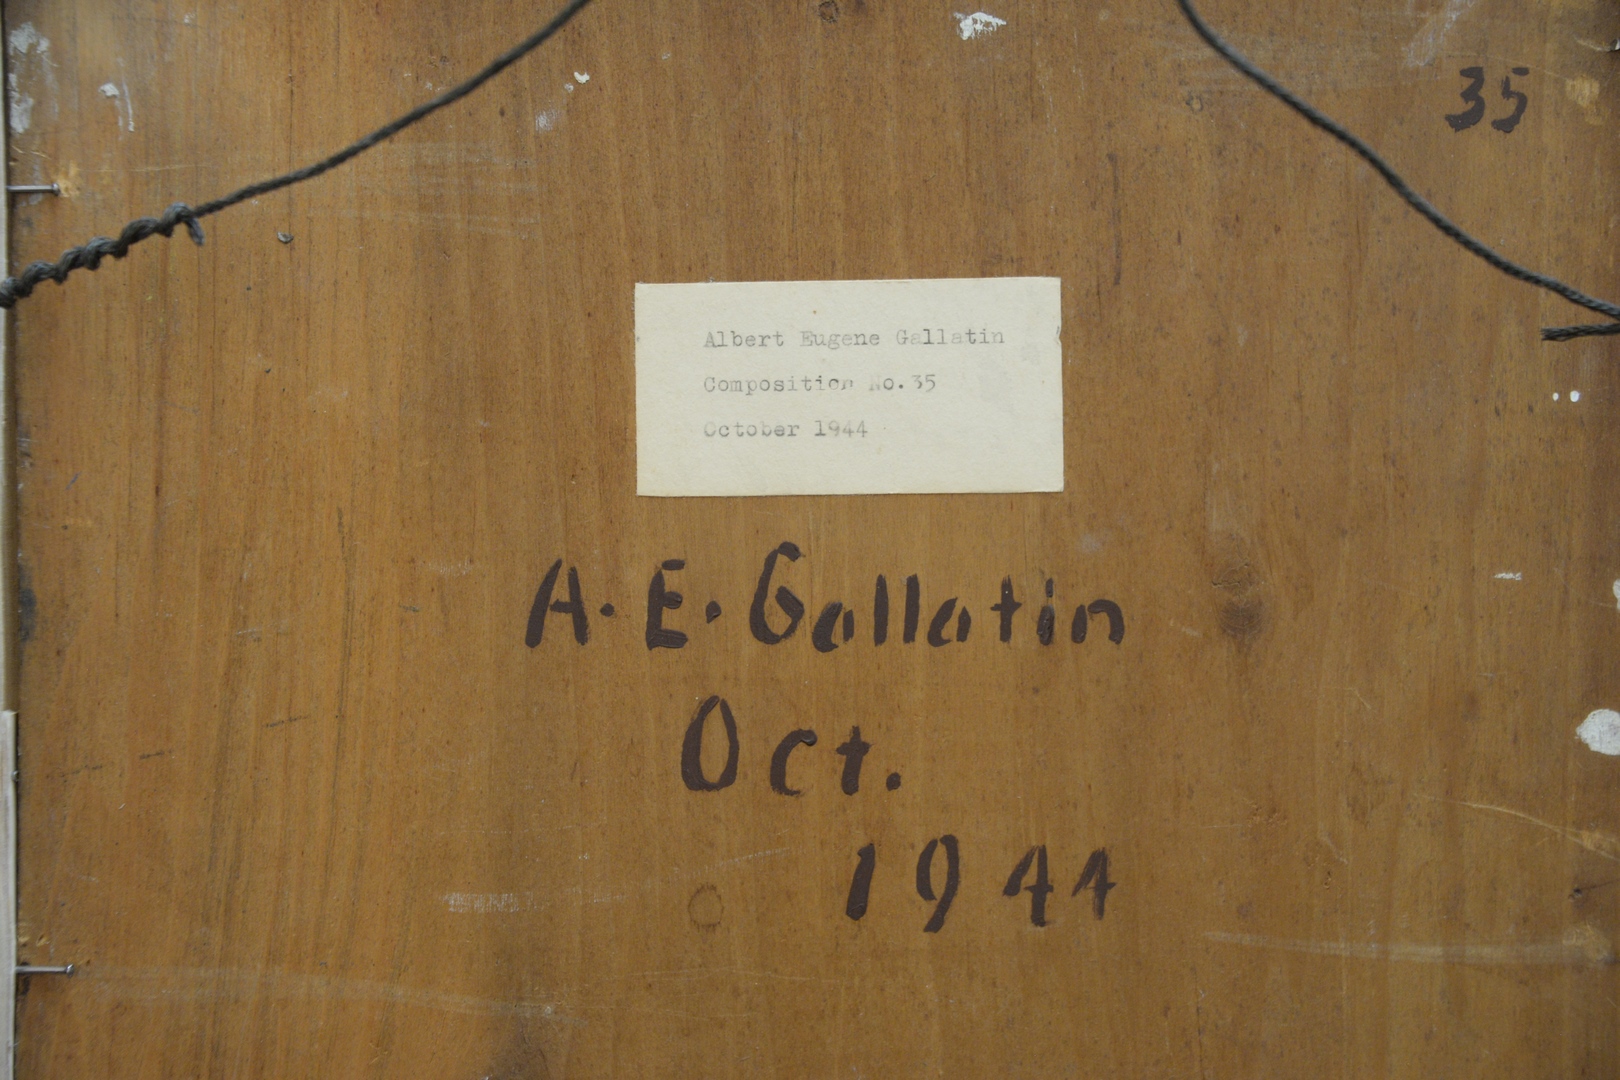 35
Albert Eugene Gallatin
Composition No.35
October 1944
A. E. Gallatin
Oct.
1944